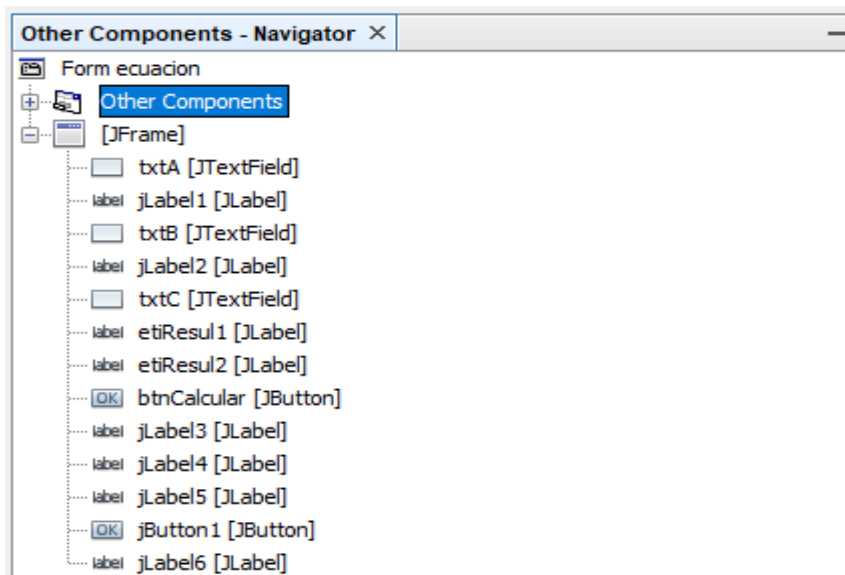 Other Components - Navigator ×
Form ecuacion
Other Components
[JFrame]
txtA [JTextField]
label jLabel1 [JLabel]
txtB [JTextField]
label jLabel2 [JLabel]
txtC [JTextField]
label etiResul1 [JLabel]
label etiResul2 [JLabel]
OK btnCalcular [JButton]
label jLabel3 [JLabel]
label jLabel4 [JLabel]
label jLabel5 [JLabel]
OK jButton1 [JButton]
label jLabel6 [JLabel]